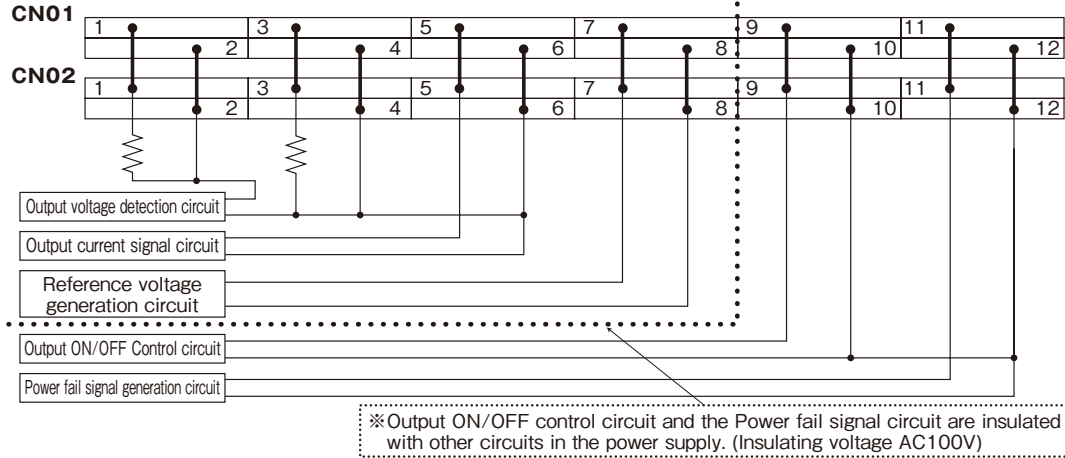 CN01
1 3 5 7 9 11
2 4 6 8 10 12
CN02
1 3 5 7 9 11
2 4 6 8 10 12
Output voltage detection circuit
Output current signal circuit
Reference voltage
generation circuit
Output ON/OFF Control circuit
Power fail signal generation circuit
※Output ON/OFF control circuit and the Power fail signal circuit are insulated
with other circuits in the power supply. (Insulating voltage AC100V)